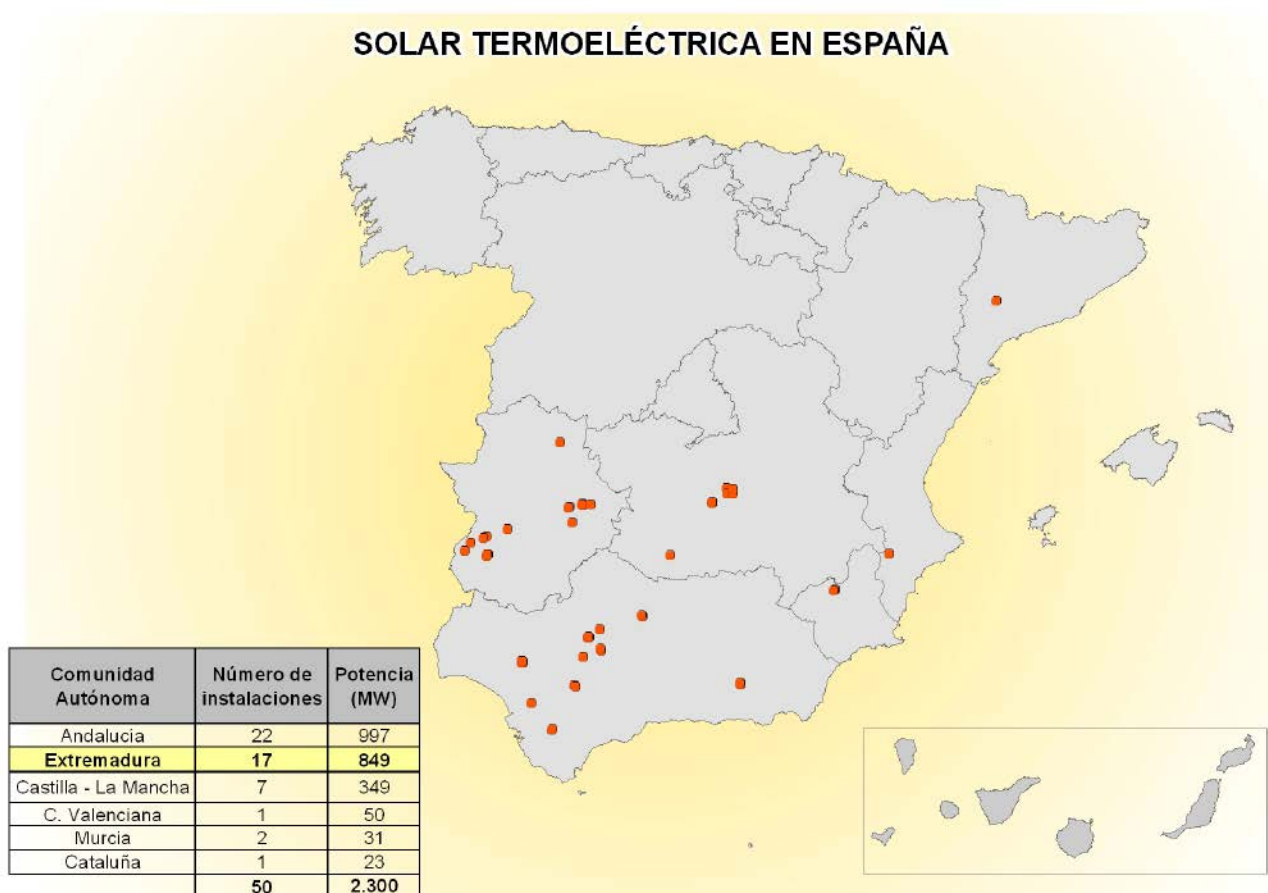 SOLAR TERMOELÉCTRICA EN ESPAÑA
Comunidad Autónoma Número de instalaciones Potencia (MW)
Andalucia 22 997
Extremadura 17 849
Castilla - La Mancha 7 349
C. Valenciana 1 50
Murcia 2 31
Cataluña 1 23
50 2.300